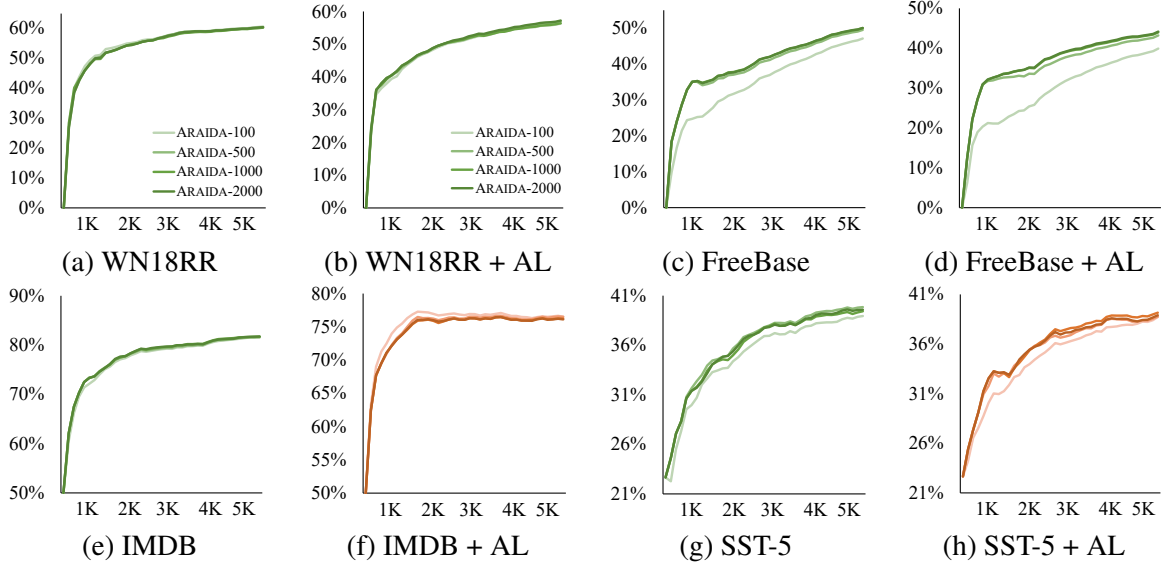 60%
50%
40%
30%
20%
10%
0%
ARAIDA-100
ARAIDA-500
ARAIDA-1000
ARAIDA-2000
1K 2K 3K 4K 5K
(a) WN18RR
60%
50%
40%
30%
20%
10%
0%
1K 2K 3K 4K 5K
(b) WN18RR + AL
50%
40%
30%
20%
10%
0%
ARAIDA-100
ARAIDA-500
ARAIDA-1000
ARAIDA-2000
1K 2K 3K 4K 5K
(c) FreeBase
50%
40%
30%
20%
10%
0%
1K 2K 3K 4K 5K
(d) FreeBase + AL
90%
80%
70%
60%
50%
1K 2K 3K 4K 5K
(e) IMDB
80%
75%
70%
65%
60%
55%
50%
1K 2K 3K 4K 5K
(f) IMDB + AL
41%
36%
31%
26%
21%
1K 2K 3K 4K 5K
(g) SST-5
41%
36%
31%
26%
21%
1K 2K 3K 4K 5K
(h) SST-5 + AL